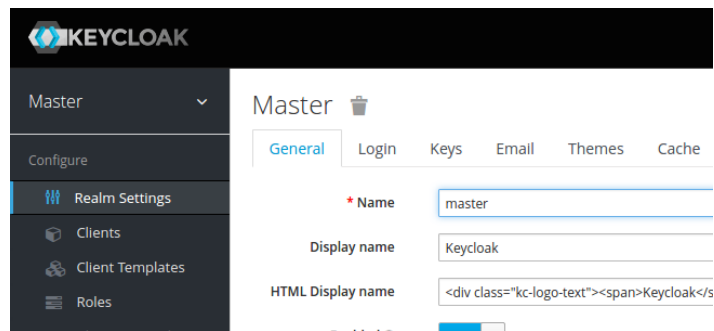 KEYCLOAK
Master
Configure
Realm Settings
Clients
Client Templates
Roles
Master
General Login Keys Email Themes Cache
* Name master
Display name Keycloak
HTML Display name <div class="kc-logo-text"><span>Keycloak</s